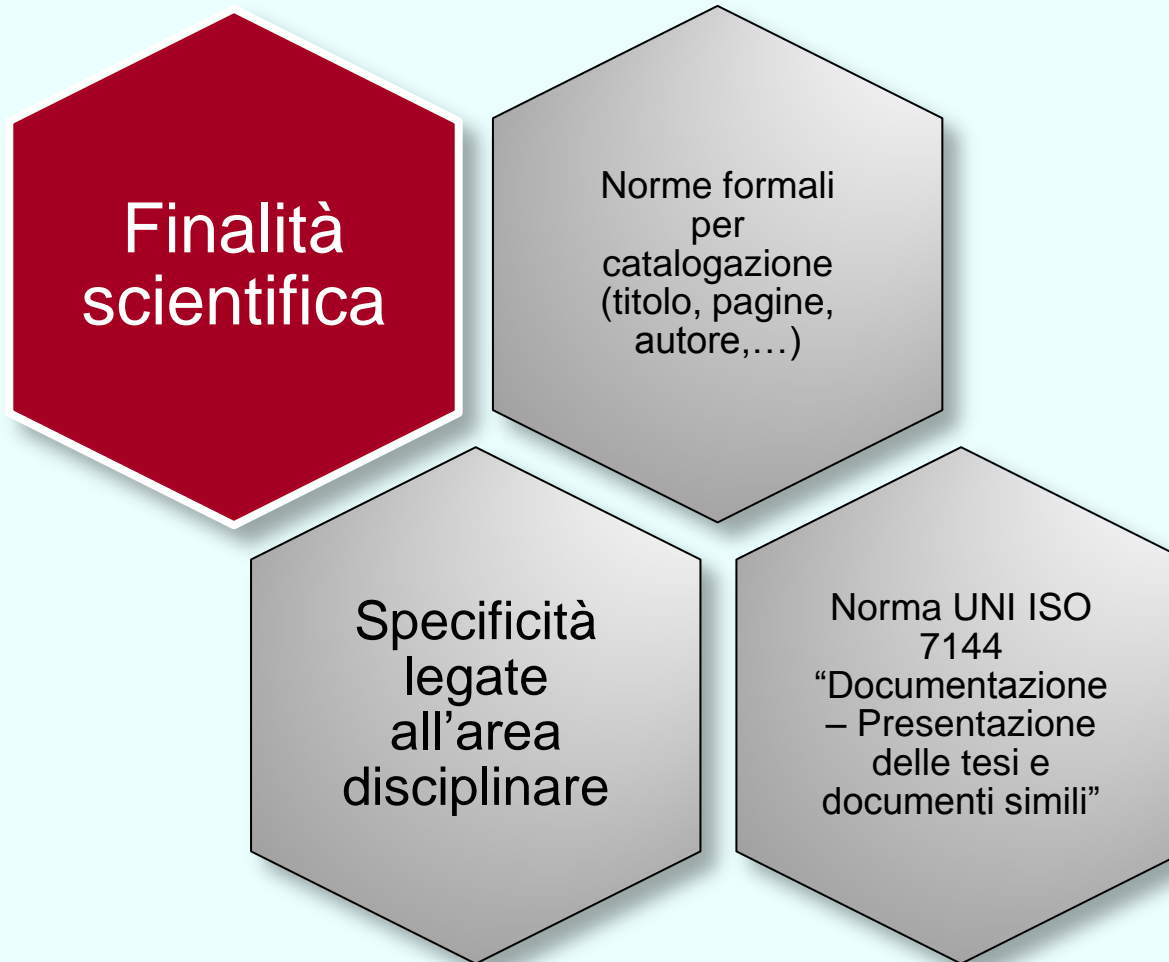 Finalità
scientifica
Norme formali
per
catalogazione
(titolo, pagine,
autore,…)
Specificità
legate
all’area
disciplinare
Norma UNI ISO
7144
“Documentazione
– Presentazione
delle tesi e
documenti simili”